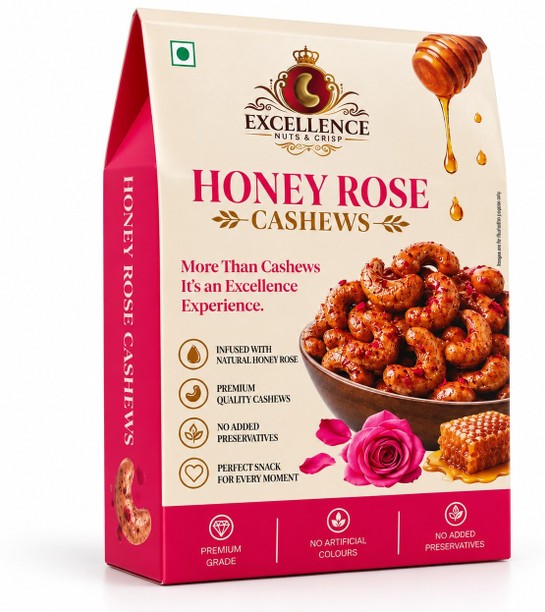 EXCELLENCE
NUTS & CRISP
HONEY ROSE
CASHEWS
More Than Cashews
It's an Excellence
Experience.
INFUSED WITH
NATURAL HONEY ROSE
PREMIUM
QUALITY CASHEWS
NO ADDED
PRESERVATIVES
PERFECT SNACK
FOR EVERY MOMENT
PREMIUM
GRADE
NO ARTIFICIAL
COLOURS
NO ADDED
PRESERVATIVES
HONEY ROSE CASHEWS